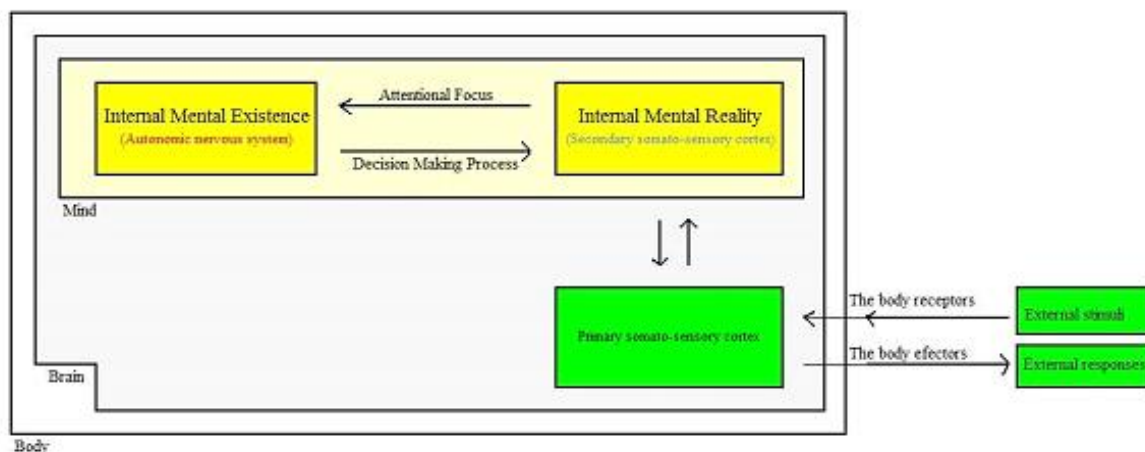 Attentional Focus
Internal Mental Existence
(Autonomic nervous system)
Internal Mental Reality
(Secondary somato-sensory cortex)
Decision Making Process
Mind
The body receptors
External stimuli
Primary somato-sensory cortex
The body efectors
External responses
Brain
Body